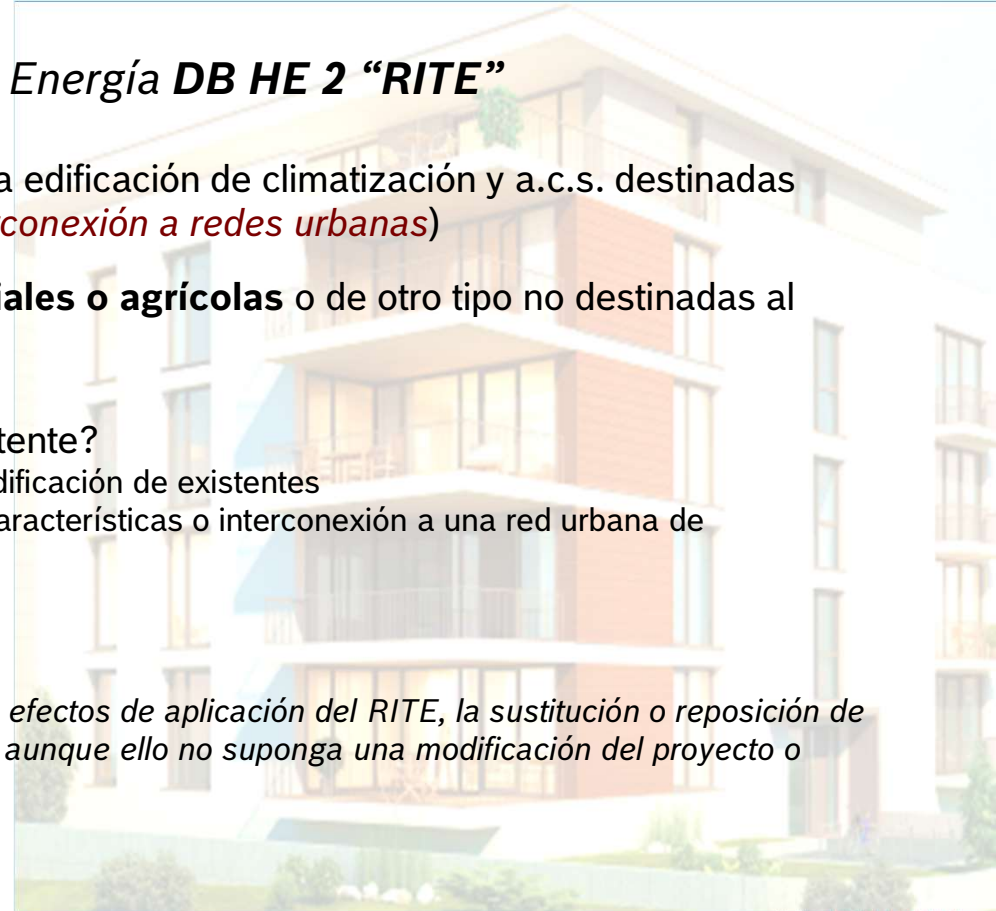 Energía DB HE 2 “RITE”
a edificación de climatización y a.c.s. destinadas
rconexión a redes urbanas)
iales o agrícolas o de otro tipo no destinadas al
tente?
dificación de existentes
aracterísticas o interconexión a una red urbana de
efectos de aplicación del RITE, la sustitución o reposición de
aunque ello no suponga una modificación del proyecto o